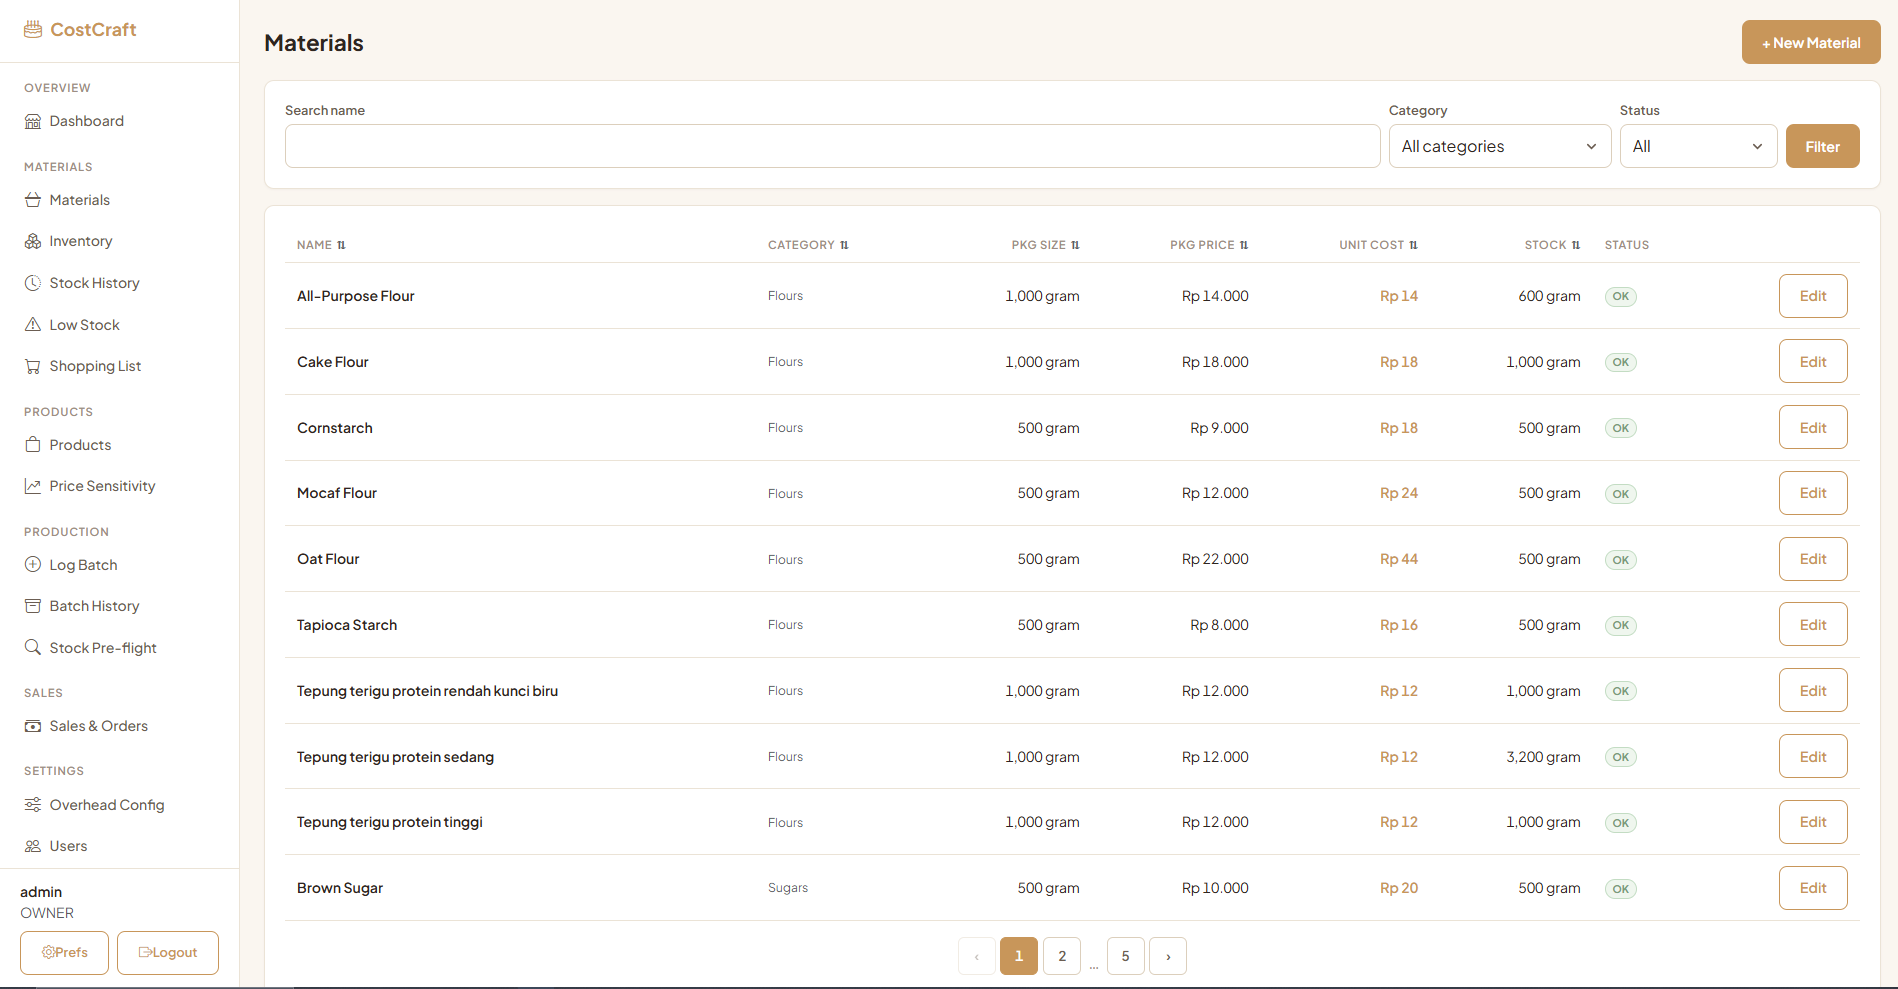 CostCraft
OVERVIEW
Dashboard
MATERIALS
Materials
Inventory
Stock History
Low Stock
Shopping List
PRODUCTS
Products
Price Sensitivity
PRODUCTION
Log Batch
Batch History
Stock Pre-flight
SALES
Sales & Orders
SETTINGS
Overhead Config
Users
admin
OWNER
Prefs Logout
Materials
+ New Material
Search name Category Status
All categories All Filter
NAME CATEGORY PKG SIZE PKG PRICE UNIT COST STOCK STATUS
All-Purpose Flour Flours 1,000 gram Rp 14.000 Rp 14 600 gram OK Edit
Cake Flour Flours 1,000 gram Rp 18.000 Rp 18 1,000 gram OK Edit
Cornstarch Flours 500 gram Rp 9.000 Rp 18 500 gram OK Edit
Mocaf Flour Flours 500 gram Rp 12.000 Rp 24 500 gram OK Edit
Oat Flour Flours 500 gram Rp 22.000 Rp 44 500 gram OK Edit
Tapioca Starch Flours 500 gram Rp 8.000 Rp 16 500 gram OK Edit
Tepung terigu protein rendah kunci biru Flours 1,000 gram Rp 12.000 Rp 12 1,000 gram OK Edit
Tepung terigu protein sedang Flours 1,000 gram Rp 12.000 Rp 12 3,200 gram OK Edit
Tepung terigu protein tinggi Flours 1,000 gram Rp 12.000 Rp 12 1,000 gram OK Edit
Brown Sugar Sugars 500 gram Rp 10.000 Rp 20 500 gram OK Edit
‹ 1 2 ... 5 ›